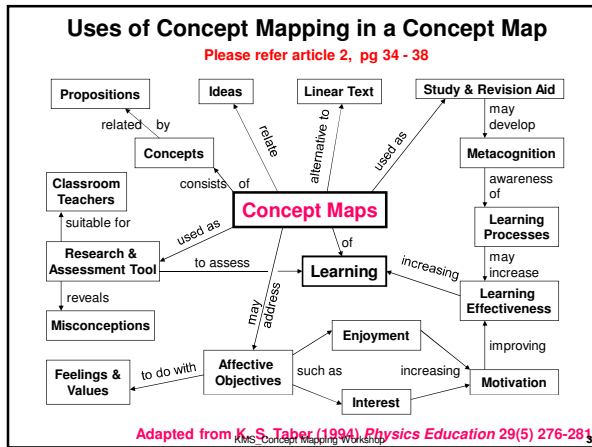 Uses of Concept Mapping in a Concept Map
Please refer article 2, pg 34 - 38
Propositions
Ideas
Linear Text
Study & Revision Aid
related by
relate
alternative to
used as
may
develop
Concepts
Metacognition
consists of
awareness
of
Classroom
Teachers
Concept Maps
Learning
Processes
suitable for
used as
of
may
increase
Research &
Assessment Tool
to assess
Learning
increasing
Learning
Effectiveness
reveals
may
address
Misconceptions
Enjoyment
improving
Feelings &
Values
to do with
Affective
Objectives
such as
increasing
Motivation
Interest
Adapted from K. S. Taber (1994) Physics Education 29(5) 276-281
KMS_Concept Mapping Workshop
3